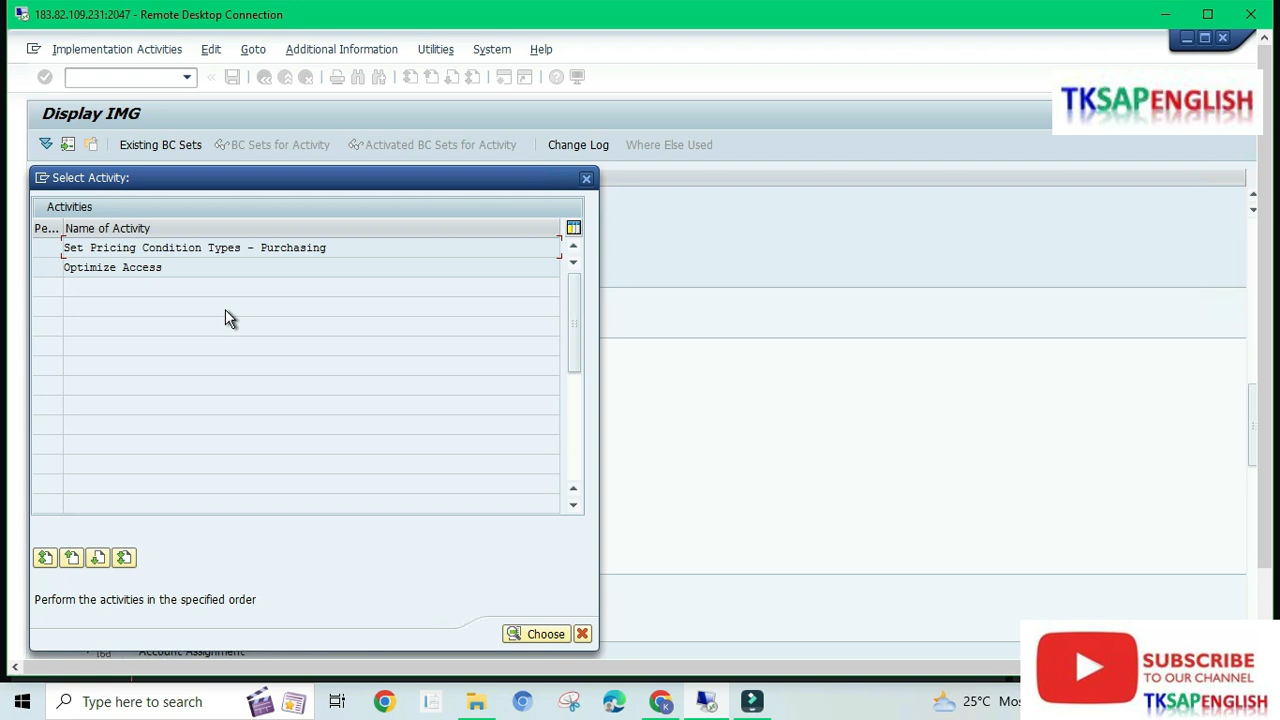 183.82.109.231:2047 - Remote Desktop Connection
Implementation Activities Edit Goto Additional Information Utilities System Help
TKSAPENGLISH
Display IMG
Existing BC Sets BC Sets for Activity Activated BC Sets for Activity Change Log Where Else Used
Select Activity:
Activities
Pe... Name of Activity
Set Pricing Condition Types - Purchasing
Optimize Access
Perform the activities in the specified order
Choose
Account Assignment
SUBSCRIBE
TO OUR CHANNEL
TKSAPENGLISH
Type here to search
25°C